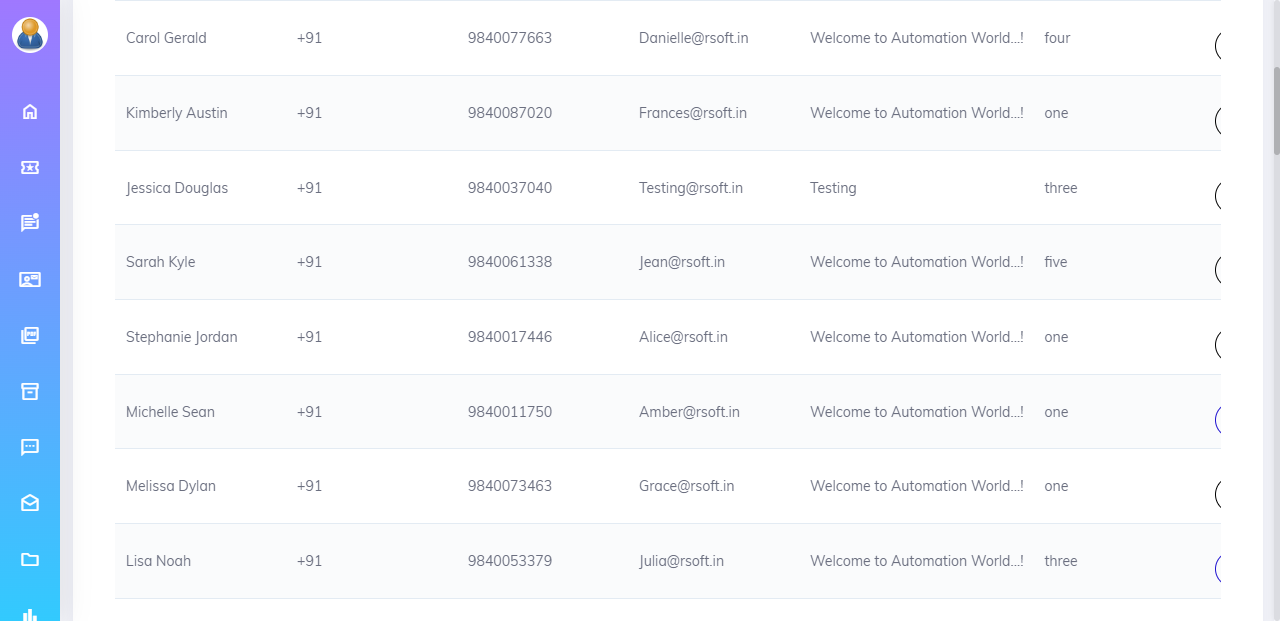 Carol Gerald +91 9840077663 Danielle@rsoft.in Welcome to Automation World...! four
Kimberly Austin +91 9840087020 Frances@rsoft.in Welcome to Automation World...! one
Jessica Douglas +91 9840037040 Testing@rsoft.in Testing three
Sarah Kyle +91 9840061338 Jean@rsoft.in Welcome to Automation World...! five
Stephanie Jordan +91 9840017446 Alice@rsoft.in Welcome to Automation World...! one
Michelle Sean +91 9840011750 Amber@rsoft.in Welcome to Automation World...! one
Melissa Dylan +91 9840073463 Grace@rsoft.in Welcome to Automation World...! one
Lisa Noah +91 9840053379 Julia@rsoft.in Welcome to Automation World...! three